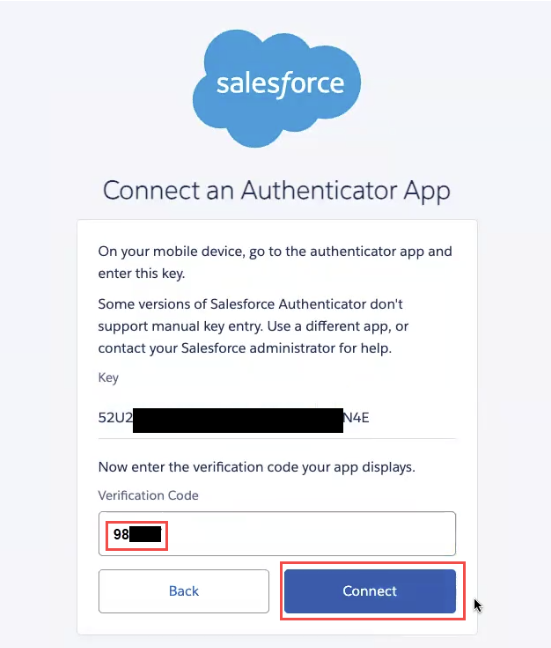 salesforce
Connect an Authenticator App
On your mobile device, go to the authenticator app and
enter this key.
Some versions of Salesforce Authenticator don't
support manual key entry. Use a different app, or
contact your Salesforce administrator for help.
Key
52U2 N4E
Now enter the verification code your app displays.
Verification Code
98
Back
Connect